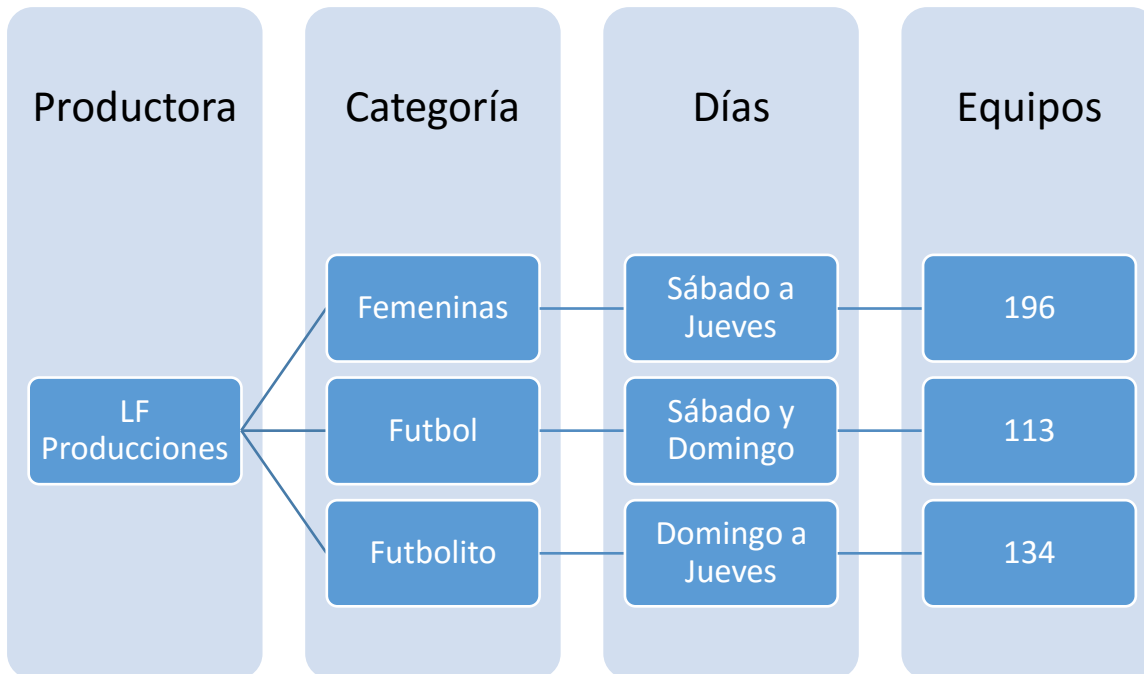 Productora
Categoría
Días
Equipos
LF
Producciones
Femeninas
Sábado a
Jueves
196
Futbol
Sábado y
Domingo
113
Futbolito
Domingo a
Jueves
134